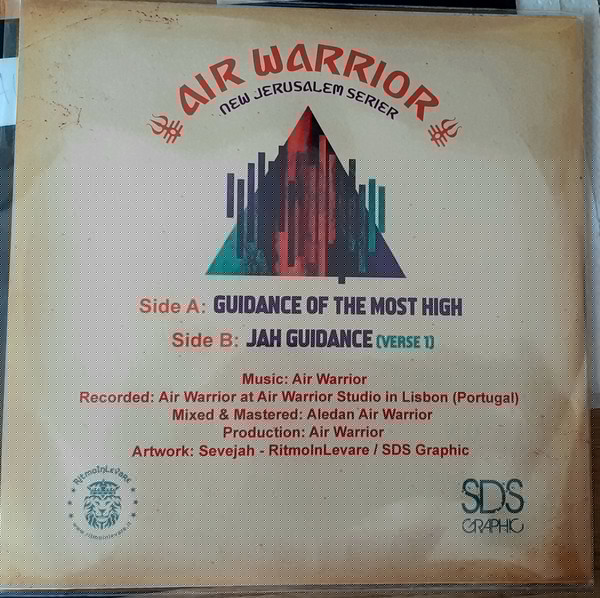 AIR WARRIOR
NEW JERUSALEM SERIER
Side A: GUIDANCE OF THE MOST HIGH
Side B: JAH GUIDANCE (VERSE 1)
Music: Air Warrior
Recorded: Air Warrior at Air Warrior Studio in Lisbon (Portugal)
Mixed & Mastered: Aledan Air Warrior
Production: Air Warrior
Artwork: Sevejah - RitmoInLevare / SDS Graphic
RitmoInLevare
www.ritmoinlevare.it
SDS
GRAPHIC